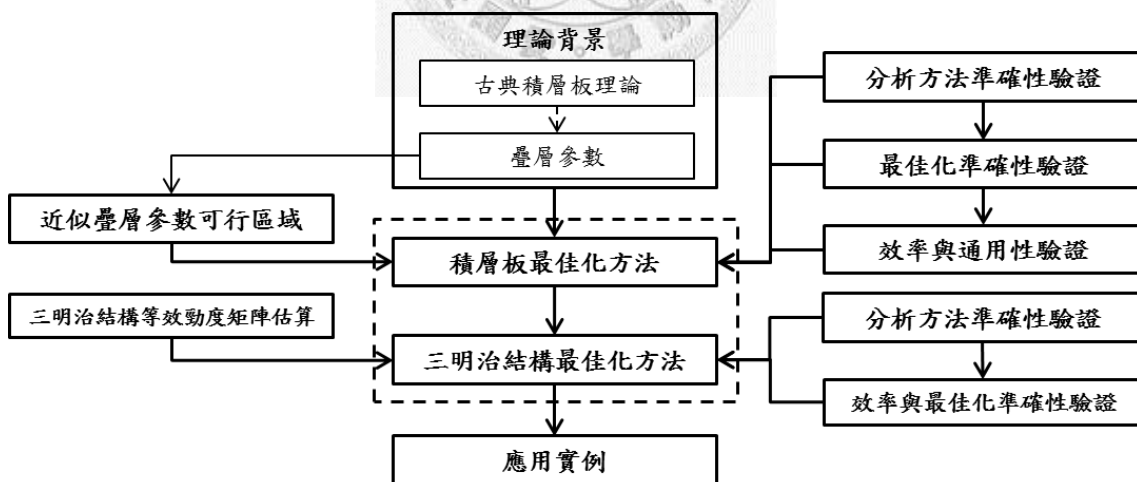 理論背景
古典積層板理論
疊層參數
近似疊層參數可行區域
三明治結構等效勁度矩陣估算
積層板最佳化方法
三明治結構最佳化方法
應用實例
分析方法準確性驗證
最佳化準確性驗證
效率與通用性驗證
分析方法準確性驗證
效率與最佳化準確性驗證